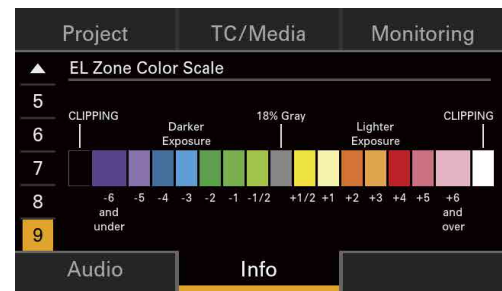 Project TC/Media Monitoring
EL Zone Color Scale
5
6
7
8
9
CLIPPING 18% Gray CLIPPING
Darker Exposure Lighter Exposure
-6 and under -5 -4 -3 -2 -1 -1/2 +1/2 +1 +2 +3 +4 +5 +6 and over
Audio Info